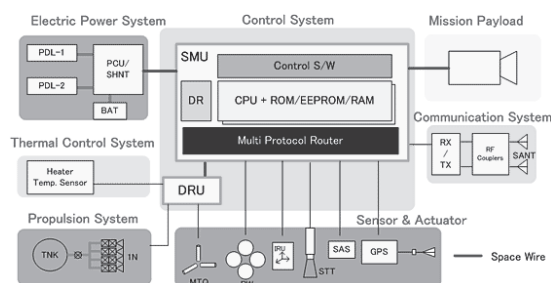 Electric Power System
Control System
Mission Payload
PDL-1
PDL-2
PCU/
SHNT
BAT
SMU
Control S/W
DR
CPU + ROM/EEPROM/RAM
Multi Protocol Router
Communication System
RX
/
TX
RF
Couplers
SANT
Thermal Control System
Heater
Temp. Sensor
DRU
Propulsion System
TNK
1N
Sensor & Actuator
MTQ
IRU
STT
SAS
GPS
Space Wire